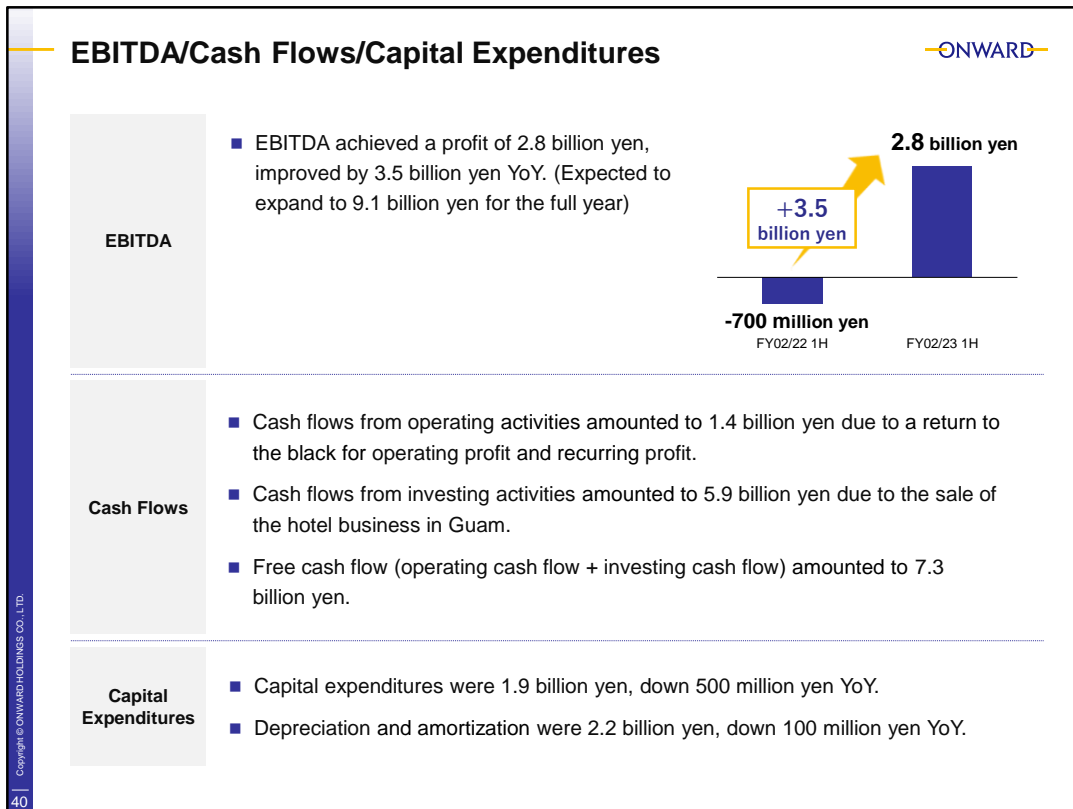 EBITDA/Cash Flows/Capital Expenditures
ONWARD
EBITDA
■ EBITDA achieved a profit of 2.8 billion yen,
improved by 3.5 billion yen YoY. (Expected to
expand to 9.1 billion yen for the full year)
2.8 billion yen
+3.5
billion yen
-700 million yen
FY02/22 1H
FY02/23 1H
Cash Flows
■ Cash flows from operating activities amounted to 1.4 billion yen due to a return to
the black for operating profit and recurring profit.
■ Cash flows from investing activities amounted to 5.9 billion yen due to the sale of
the hotel business in Guam.
■ Free cash flow (operating cash flow + investing cash flow) amounted to 7.3
billion yen.
Capital
Expenditures
■ Capital expenditures were 1.9 billion yen, down 500 million yen YoY.
■ Depreciation and amortization were 2.2 billion yen, down 100 million yen YoY.
Copyright © ONWARD HOLDINGS CO., LTD.
40